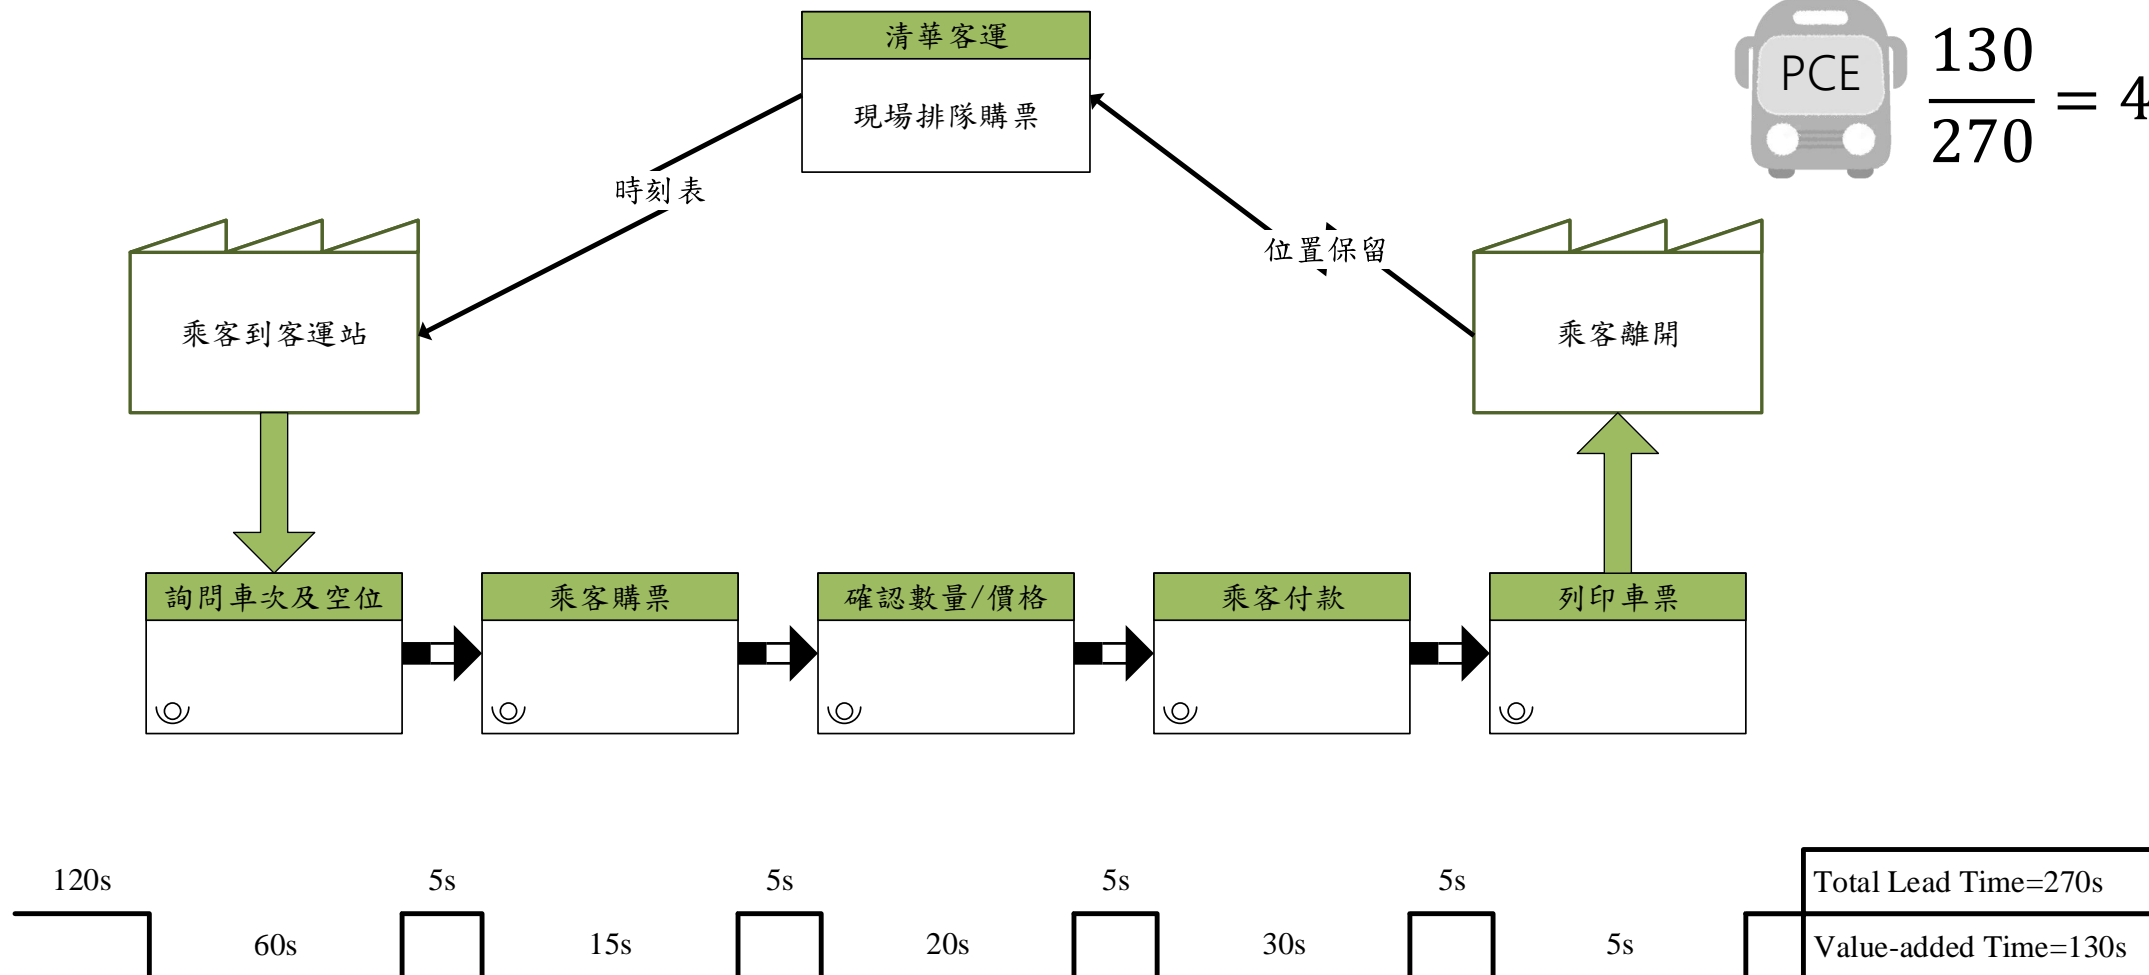 清華客運
現場排隊購票
PCE
130
270
= 4
時刻表
位置保留
乘客到客運站
乘客離開
詢問車次及空位
乘客購票
確認數量/價格
乘客付款
列印車票
120s
5s
5s
5s
5s
Total Lead Time=270s
60s
15s
20s
30s
5s
Value-added Time=130s